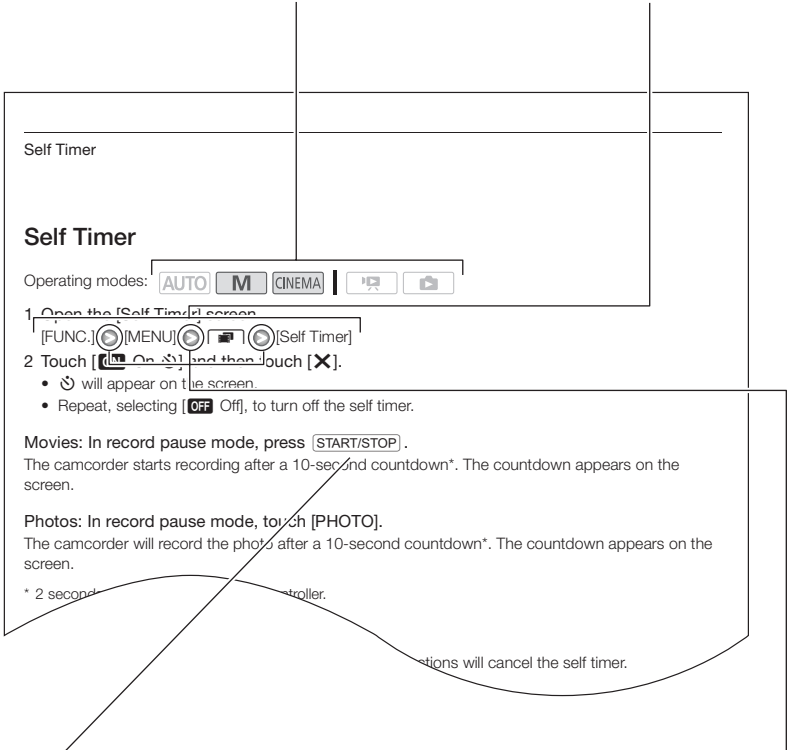 Self Timer
Self Timer
Operating modes: AUTO M CINEMA
1 Open the [Self Timer] screen
[FUNC.] [MENU] [Self Timer]
2 Touch [ON On ] and then touch [X].
• will appear on the screen.
• Repeat, selecting [OFF Off], to turn off the self timer.
Movies: In record pause mode, press START/STOP.
The camcorder starts recording after a 10-second countdown*. The countdown appears on the
screen.
Photos: In record pause mode, touch [PHOTO].
The camcorder will record the photo after a 10-second countdown*. The countdown appears on the
screen.
* 2 second
will cancel the self timer.